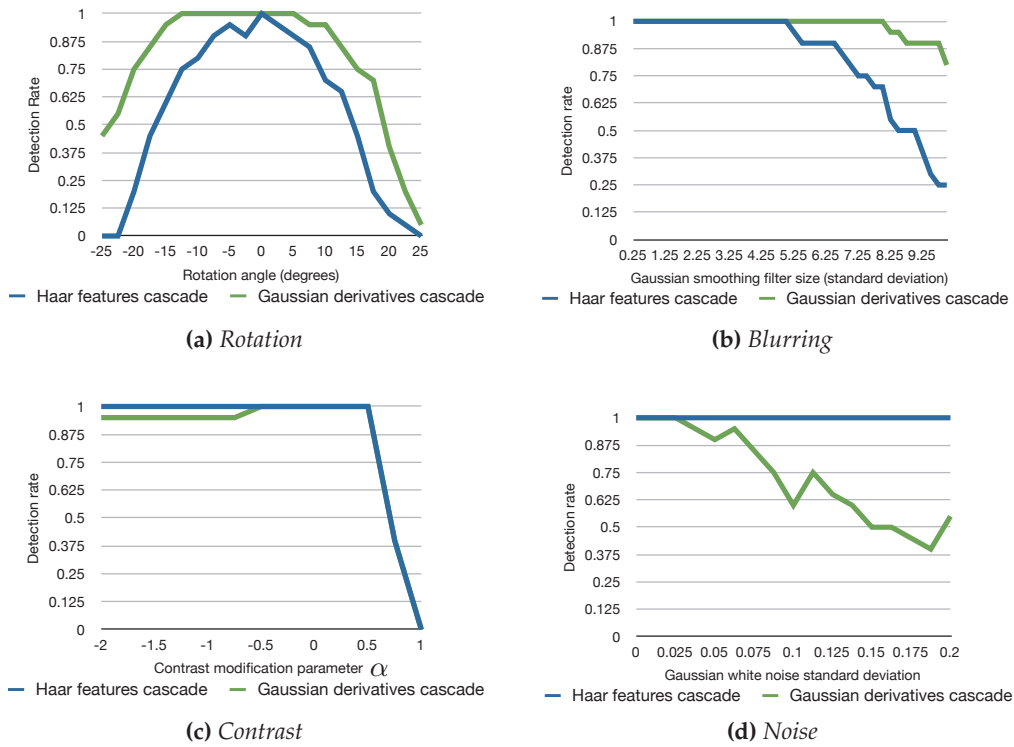 1
0.875
0.75
0.625
0.5
0.375
0.25
0.125
0
Detection Rate
-25 -20 -15 -10 -5 0 5 10 15 20 25
Rotation angle (degrees)
Haar features cascade Gaussian derivatives cascade
(a) Rotation
1
0.875
0.75
0.625
0.5
0.375
0.25
0.125
0
Detection rate
0.25 1.25 2.25 3.25 4.25 5.25 6.25 7.25 8.25 9.25
Gaussian smoothing filter size (standard deviation)
Haar features cascade Gaussian derivatives cascade
(b) Blurring
1
0.875
0.75
0.625
0.5
0.375
0.25
0.125
0
Detection rate
-2 -1.5 -1 -0.5 0 0.5 1
Contrast modification parameter α
Haar features cascade Gaussian derivatives cascade
(c) Contrast
1
0.875
0.75
0.625
0.5
0.375
0.25
0.125
0
Detection rate
0 0.025 0.05 0.075 0.1 0.125 0.15 0.175 0.2
Gaussian white noise standard deviation
Haar features cascade Gaussian derivatives cascade
(d) Noise